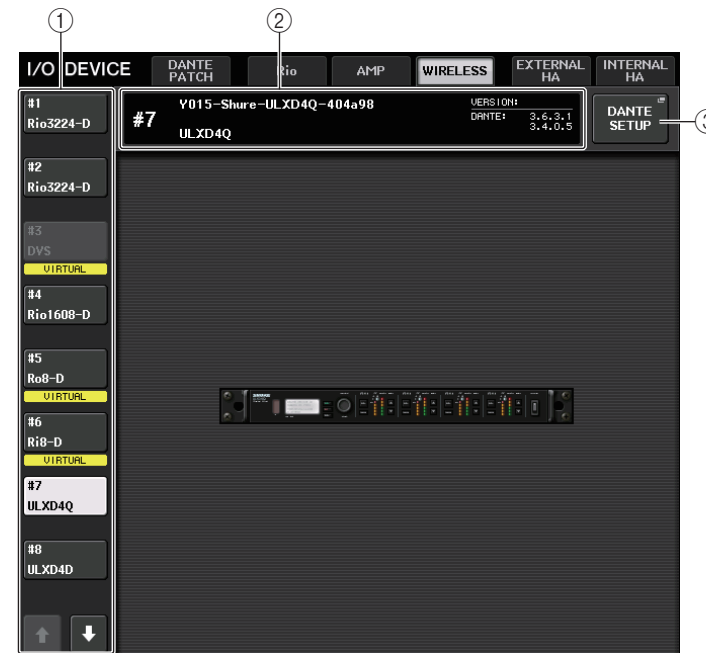 ① ②
I/O DEVICE
DANTE PATCH
Rio
AMP
WIRELESS
EXTERNAL HA
INTERNAL HA
#1
Rio3224-D
#2
Rio3224-D
#3
DVS
VIRTUAL
#4
Rio1608-D
#5
Ro8-D
VIRTUAL
#6
Ri8-D
VIRTUAL
#7
ULXD4Q
#8
ULXD4D
#7
Y015-Shure-ULXD4Q-404a98
ULXD4Q
VERSION:
DANTE: 3.6.3.1
3.4.0.5
DANTE SETUP
③
SHURE